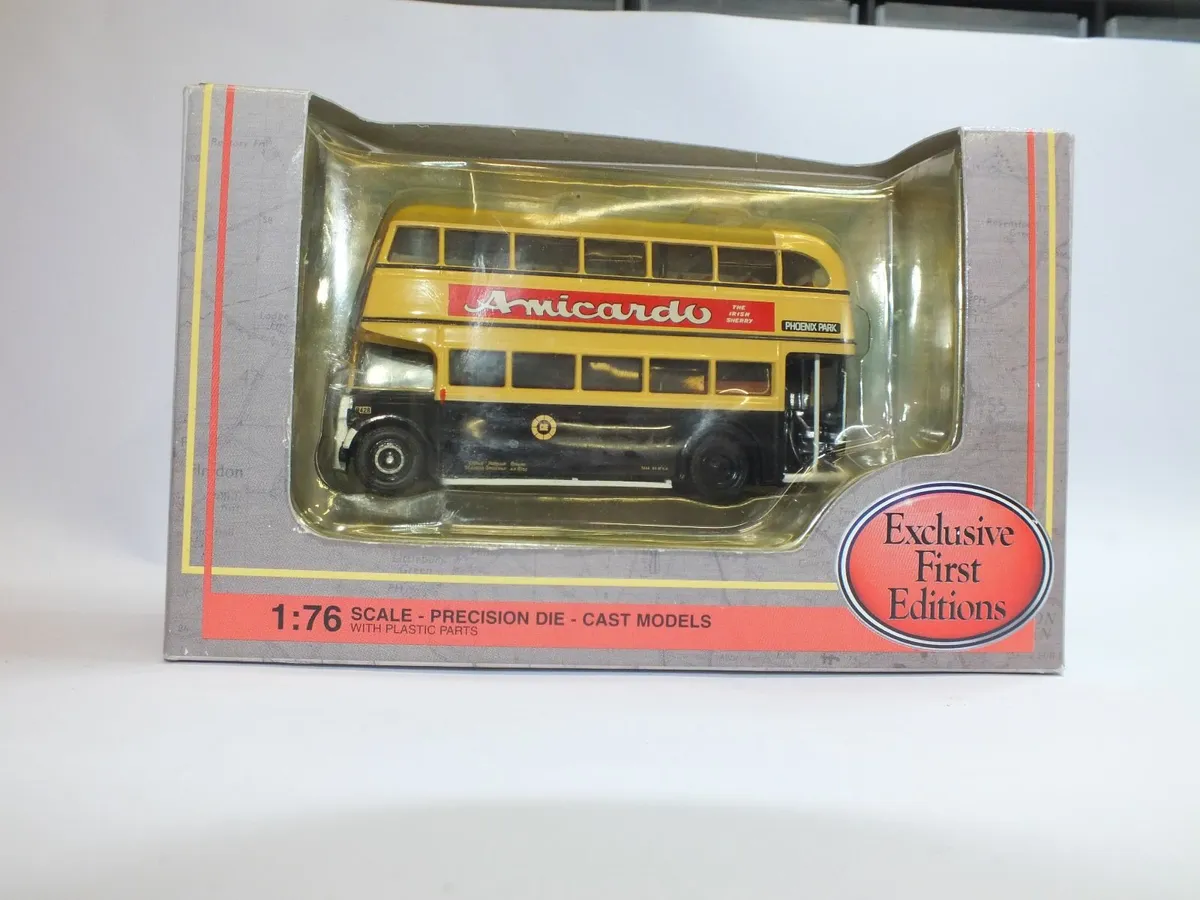 Amicardo
THE
IRISH
SHERRY
PHOENIX PARK
Exclusive
First
Editions
1:76 SCALE - PRECISION DIE - CAST MODELS
WITH PLASTIC PARTS